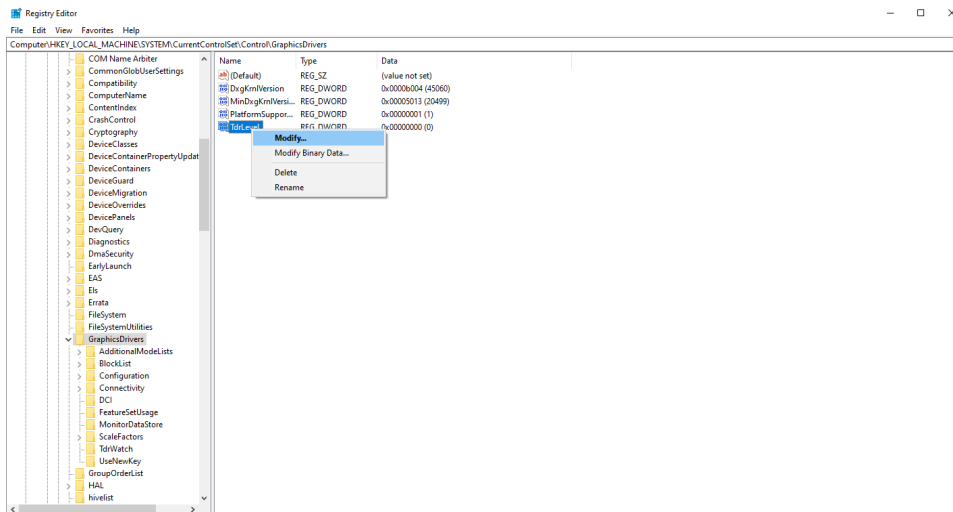 Registry Editor
File Edit View Favorites Help
Computer\HKEY_LOCAL_MACHINE\SYSTEM\CurrentControlSet\Control\GraphicsDrivers
COM Name Arbiter
CommonGlobUserSettings
Compatibility
ComputerName
ContentIndex
CrashControl
Cryptography
DeviceClasses
DeviceContainerPropertyUpdat
DeviceContainers
DeviceGuard
DeviceMigration
DeviceOverrides
DevicePanels
DevQuery
Diagnostics
DmaSecurity
EarlyLaunch
EAS
Els
Errata
FileSystem
FileSystemUtilities
GraphicsDrivers
AdditionalModeLists
BlockList
Configuration
Connectivity
DCI
FeatureSetUsage
MonitorDataStore
ScaleFactors
TdrWatch
UseNewKey
GroupOrderList
HAL
hivelist
Name Type Data
(Default) REG_SZ (value not set)
DxgKrnlVersion REG_DWORD 0x0000b004 (45060)
MinDxgKrnlVersi... REG_DWORD 0x00005013 (20499)
PlatformSuppor... REG_DWORD 0x00000001 (1)
TdrLevel REG_DWORD 0x00000000 (0)
Modify...
Modify Binary Data...
Delete
Rename